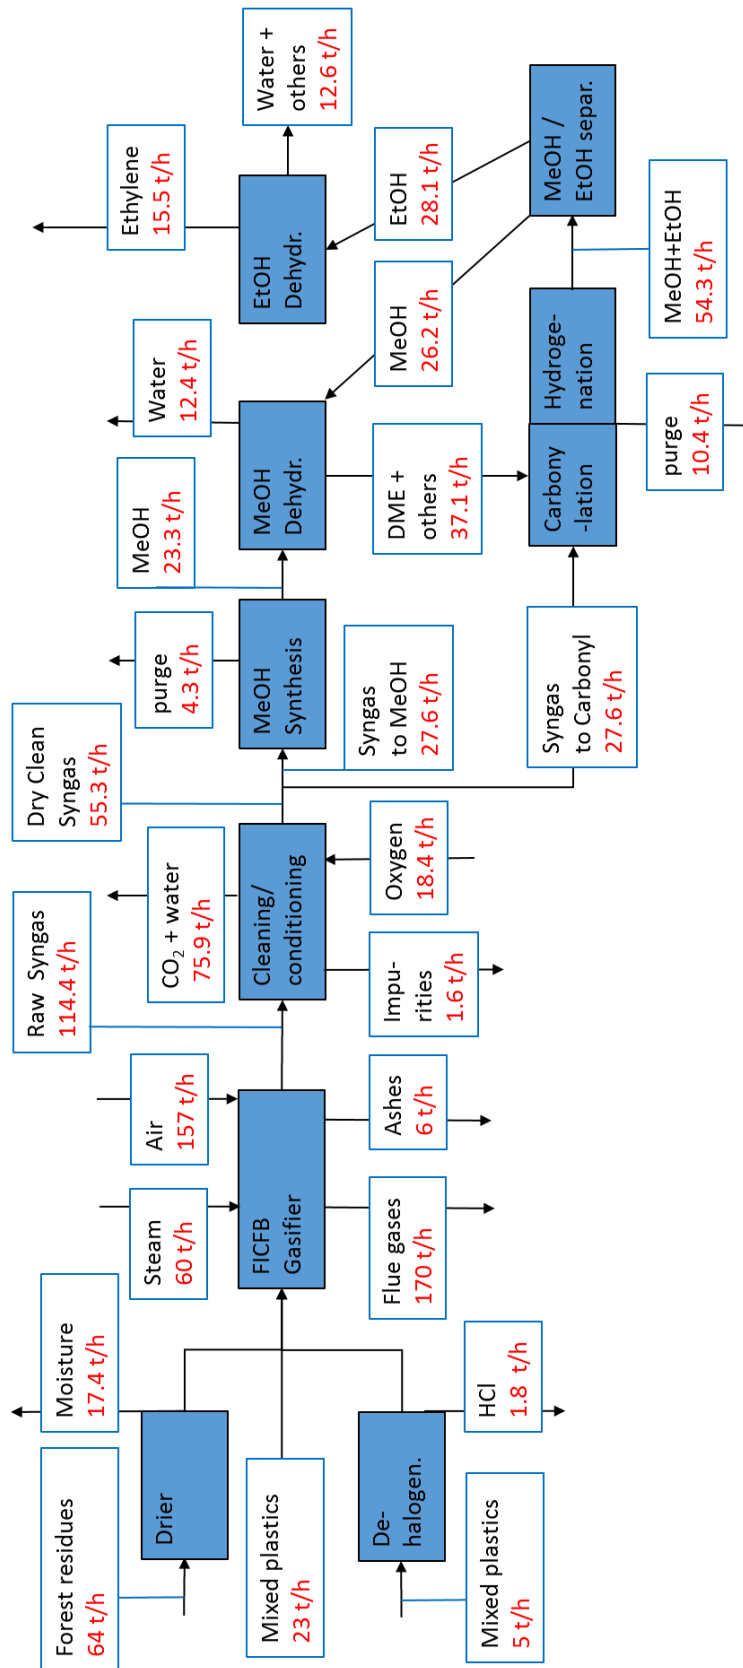 Forest residues
64 t/h
Moisture
17.4 t/h
Drier
Mixed plastics
23 t/h
De-
halogen.
Mixed plastics
5 t/h
HCl
1.8 t/h
Steam
60 t/h
Air
157 t/h
FICFB
Gasifier
Flue gases
170 t/h
Ashes
6 t/h
Raw Syngas
114.4 t/h
CO₂ + water
75.9 t/h
Cleaning/
conditioning
Impu-
rities
1.6 t/h
Oxygen
18.4 t/h
Dry Clean
Syngas
55.3 t/h
purge
4.3 t/h
MeOH
Synthesis
Syngas
to MeOH
27.6 t/h
Syngas
to Carbonyl
27.6 t/h
MeOH
23.3 t/h
Water
12.4 t/h
MeOH
Dehydr.
DME +
others
37.1 t/h
Carbony
-lation
Hydroge-
nation
purge
10.4 t/h
MeOH
26.2 t/h
Ethylene
15.5 t/h
EtOH
Dehydr.
Water +
others
12.6 t/h
EtOH
28.1 t/h
MeOH /
EtOH separ.
MeOH+EtOH
54.3 t/h